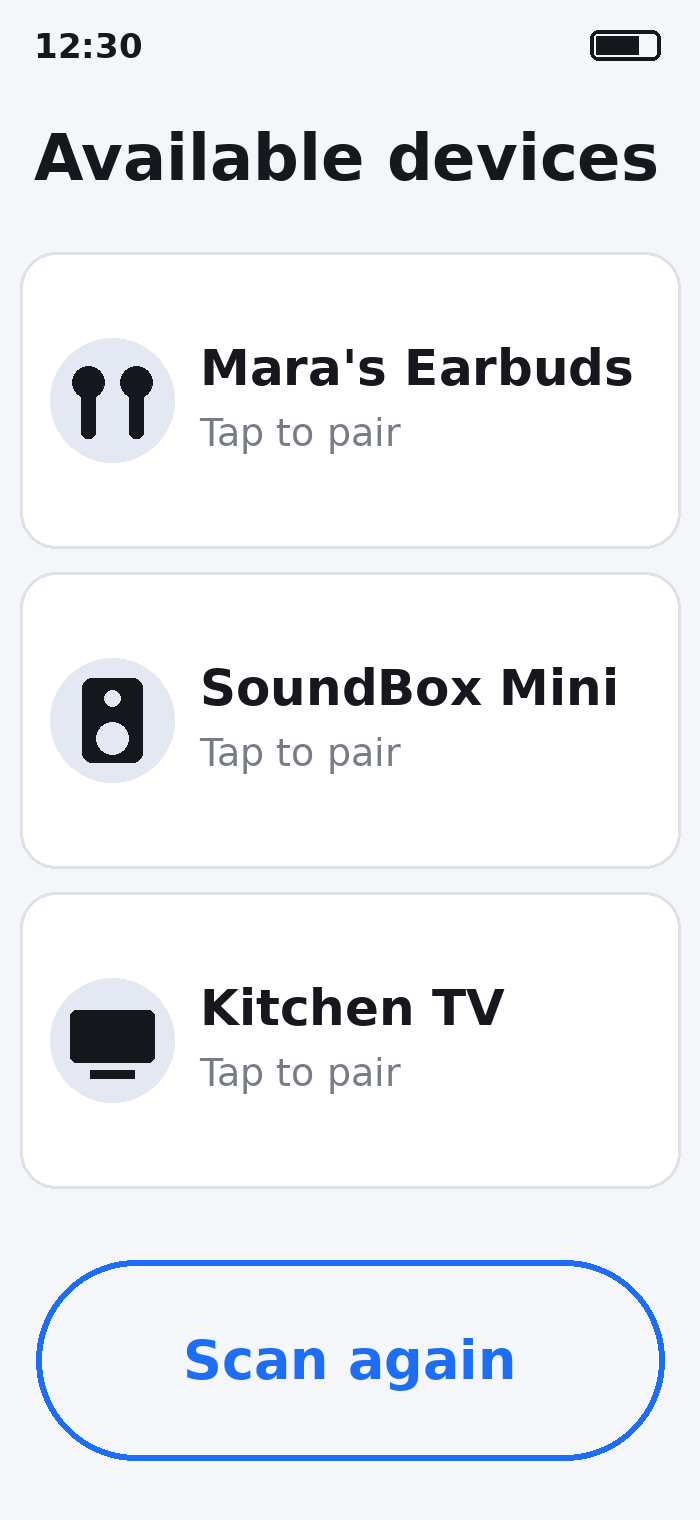 12:30
Available devices
Mara's Earbuds
Tap to pair
SoundBox Mini
Tap to pair
Kitchen TV
Tap to pair
Scan again